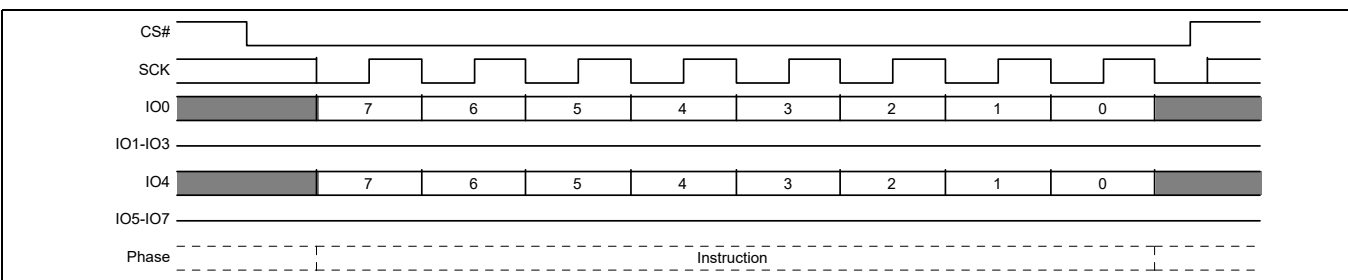 CS#
SCK
IO0 7 6 5 4 3 2 1 0
IO1-IO3
IO4 7 6 5 4 3 2 1 0
IO5-IO7
Phase Instruction